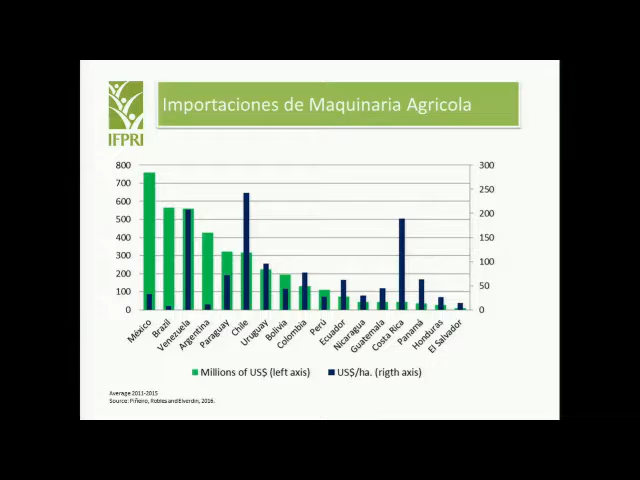 Importaciones de Maquinaria Agricola
IFPRI
800
700
600
500
400
300
200
100
0
300
250
200
150
100
50
0
México
Brazil
Venezuela
Argentina
Paraguay
Chile
Uruguay
Bolivia
Colombia
Perú
Ecuador
Nicaragua
Guatemala
Costa Rica
Panamá
Honduras
El Salvador
Millions of US$ (left axis) US$/ha. (rigth axis)
Average 2011-2015
Source: Piñeiro, Robles and Elverdin, 2016.